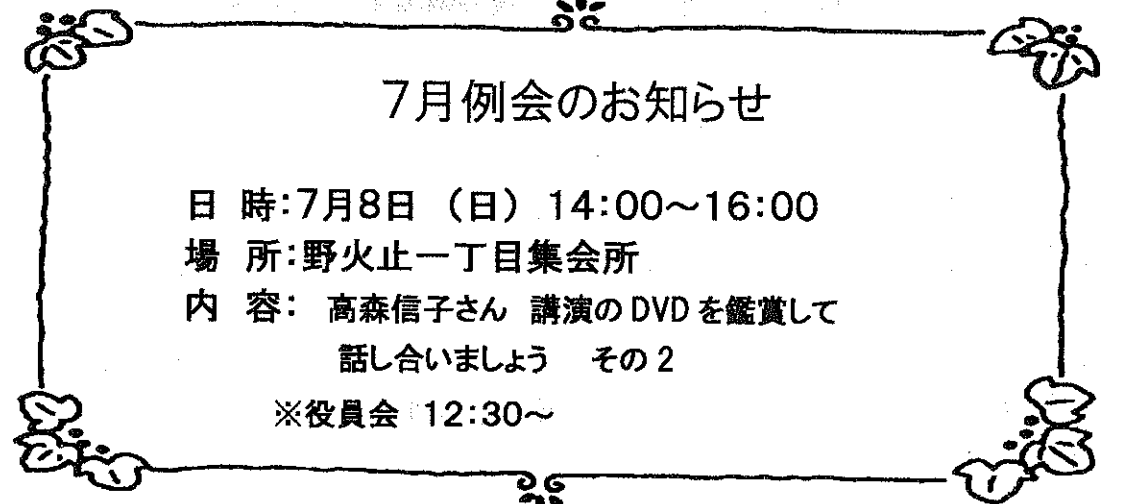 7月例会のお知らせ
日 時:7月8日 (日) 14:00～16:00
場 所:野火止一丁目集会所
内 容: 高森信子さん 講演のDVDを鑑賞して
話し合いましょう その2
※役員会 12:30～